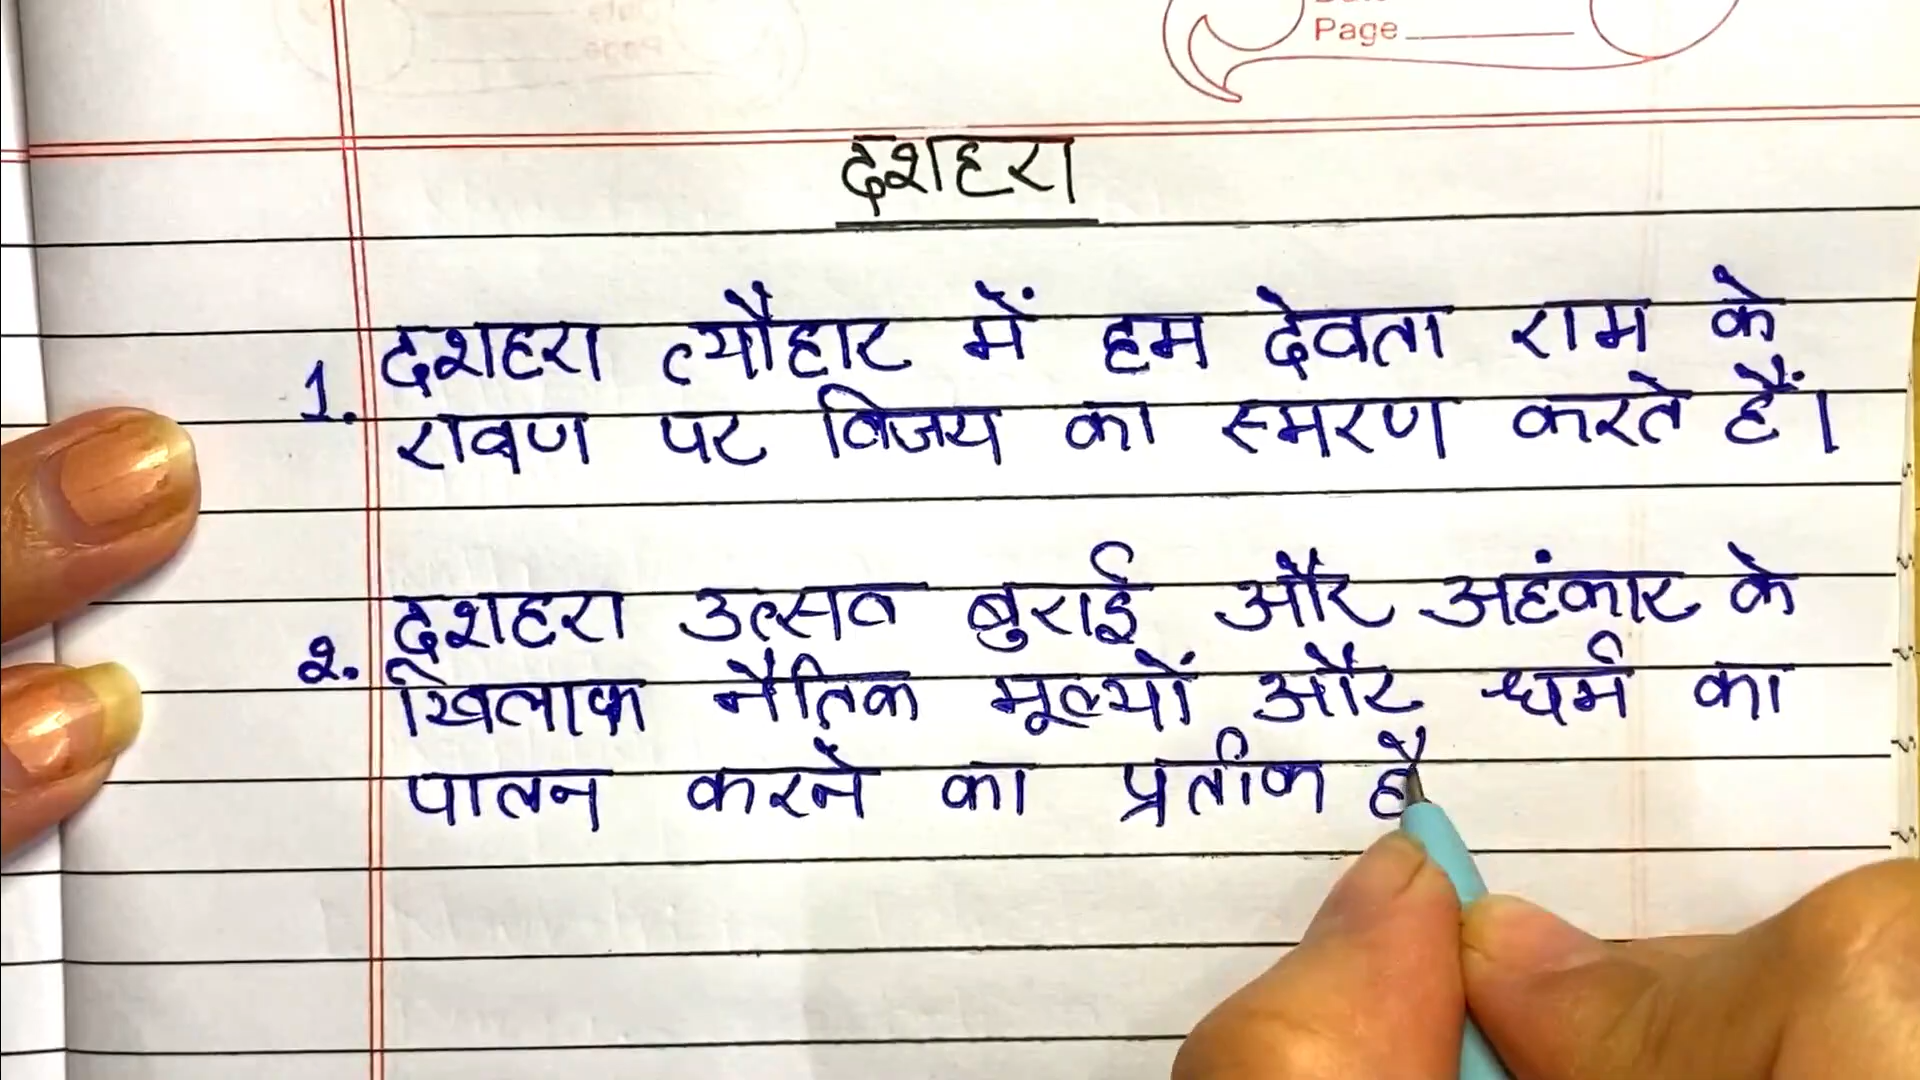 Page
दशहरा
1. दशहरा त्यौहार में हम देवता राम के
रावण पर विजय का स्मरण करते हैं।
2. दशहरा उत्सव बुराई और अहंकार के
खिलाफ नैतिक मूल्यों और धर्म का
पालन करने का प्रतीक है